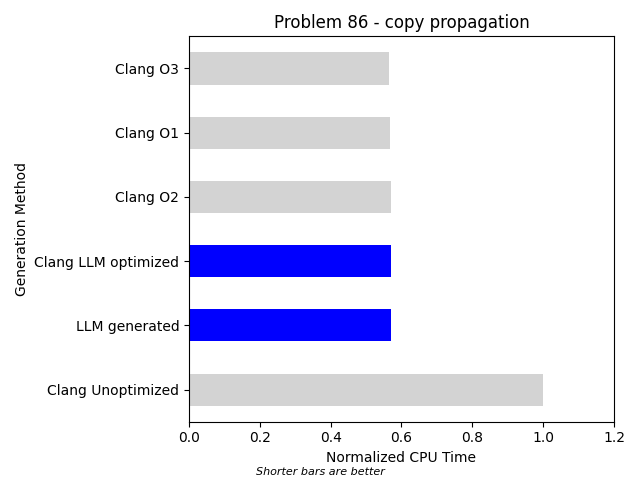 Problem 86 - copy propagation
Generation Method
Clang O3
Clang O1
Clang O2
Clang LLM optimized
LLM generated
Clang Unoptimized
0.0 0.2 0.4 0.6 0.8 1.0 1.2
Normalized CPU Time
Shorter bars are better